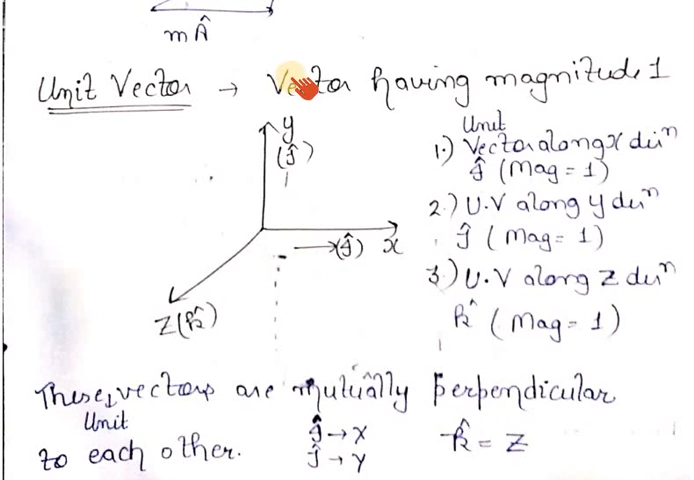 mÂ
Unit Vector → Vector having magnitude 1
y
(ĵ)
→(î) x
Z(k̂)
Unit
1.) Vector along x dirⁿ
î (Mag = 1)
2.) U.V along y dirⁿ
ĵ (Mag = 1)
3.) U.V along z dirⁿ
k̂ (Mag = 1)
These vectors are mutually perpendicular
Unit
to each other.
î → X
ĵ → Y
k̂ = Z